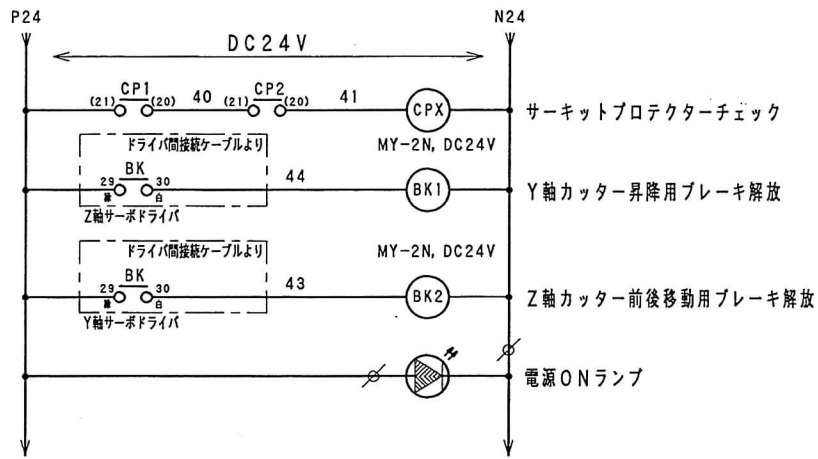 P24
N24
DC24V
CP1
CP2
(21)
(20)
40
(21)
(20)
41
CPX
サーキットプロテクターチェック
ドライバ間接続ケーブルより
MY-2N, DC24V
BK
29
30
緑
白
44
BK1
Y軸カッター昇降用ブレーキ解放
Z軸サーボドライバ
ドライバ間接続ケーブルより
MY-2N, DC24V
BK
29
30
緑
白
43
BK2
Z軸カッター前後移動用ブレーキ解放
Y軸サーボドライバ
電源ONランプ